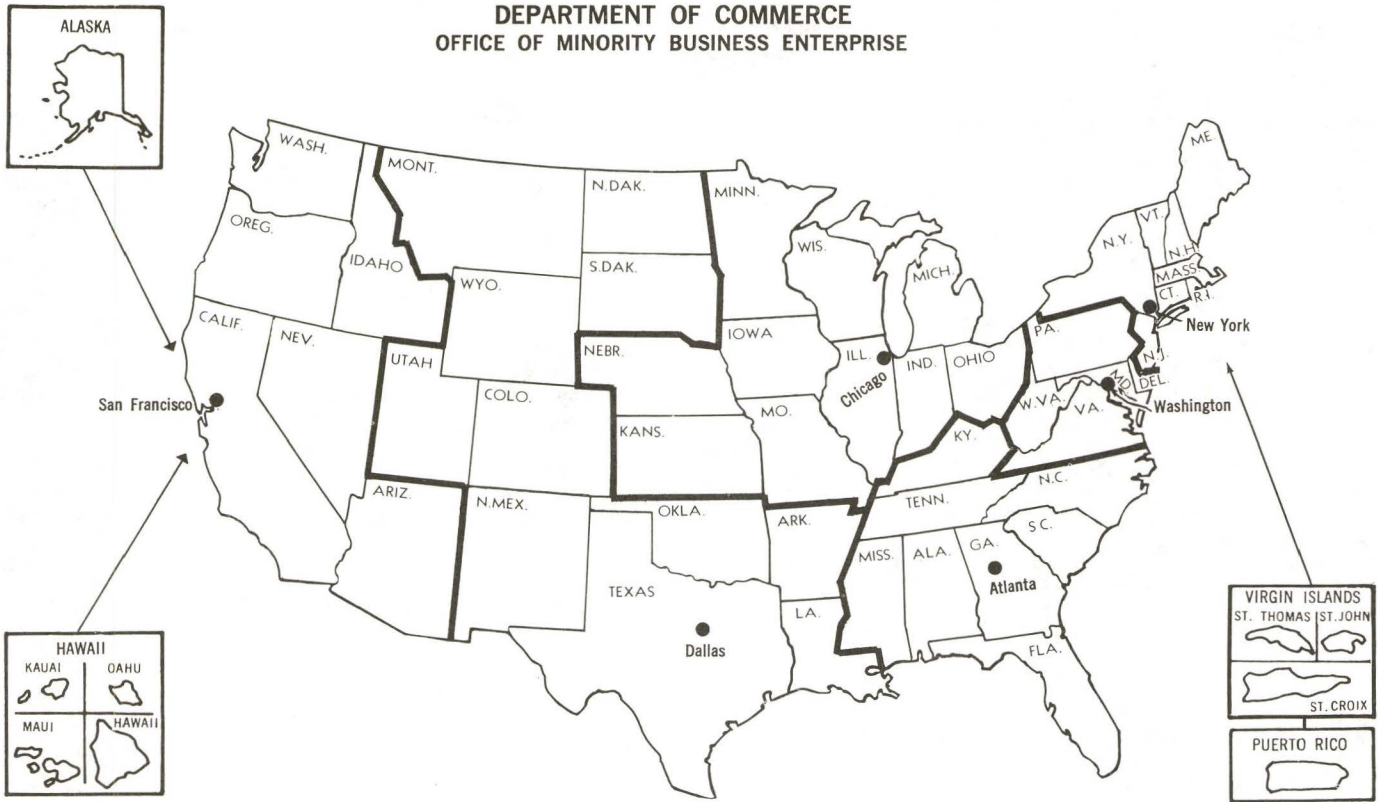 DEPARTMENT OF COMMERCE
OFFICE OF MINORITY BUSINESS ENTERPRISE
ALASKA
WASH.
MONT.
N.DAK.
MINN.
ME
OREG.
IDAHO
WYO.
S.DAK.
WIS.
MICH.
N.Y.
VT.
N.H.
MASS.
CT.
R.I.
New York
CALIF.
NEV.
UTAH
COLO.
NEBR.
IOWA
ILL.
Chicago
IND.
OHIO
PA.
N.J.
DEL.
MD.
Washington
San Francisco
KANS.
MO.
KY.
W.VA.
VA.
ARIZ.
N.MEX.
OKLA.
ARK.
TENN.
N.C.
S.C.
TEXAS
Dallas
LA.
MISS.
ALA.
GA.
Atlanta
FLA.
HAWAII
KAUAI
OAHU
MAUI
HAWAII
VIRGIN ISLANDS
ST. THOMAS
ST.JOHN
ST.CROIX
PUERTO RICO